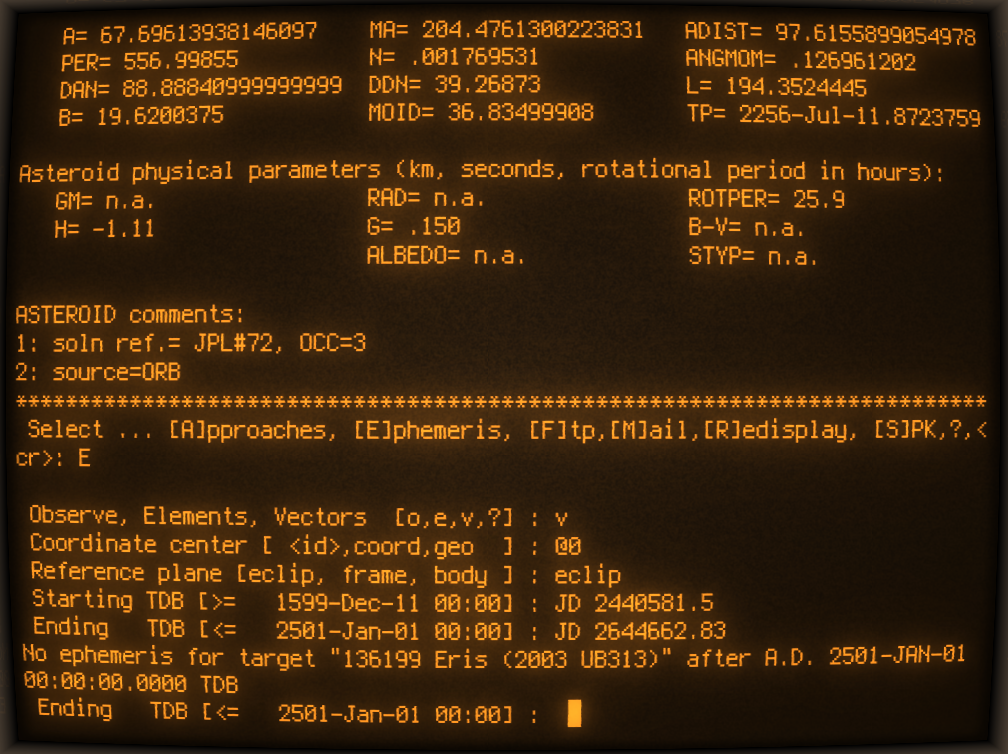 A= 67.69613938146097 MA= 204.4761300223831 ADIST= 97.6155899054978
PER= 556.99855 N= .001769531 ANGMOM= .126961202
DAN= 88.88840999999999 DDN= 39.26873 L= 194.3524445
B= 19.6200375 MOID= 36.83499908 TP= 2256-Jul-11.8723759
Asteroid physical parameters (km, seconds, rotational period in hours):
GM= n.a. RAD= n.a. ROTPER= 25.9
H= -1.11 G= .150 B-V= n.a.
ALBEDO= n.a. STYP= n.a.
ASTEROID comments:
1: soln ref.= JPL#72, OCC=3
2: source=ORB
*******************************************************************************
Select ... [A]pproaches, [E]phemeris, [F]tp,[M]ail,[R]edisplay, [S]PK,?,<
cr>: E
Observe, Elements, Vectors [o,e,v,?] : v
Coordinate center [ <id>,coord,geo ] : @0
Reference plane [eclip, frame, body ] : eclip
Starting TDB [>= 1599-Dec-11 00:00] : JD 2440581.5
Ending TDB [<= 2501-Jan-01 00:00] : JD 2644662.83
No ephemeris for target "136199 Eris (2003 UB313)" after A.D. 2501-JAN-01
00:00:00.0000 TDB
Ending TDB [<= 2501-Jan-01 00:00] :